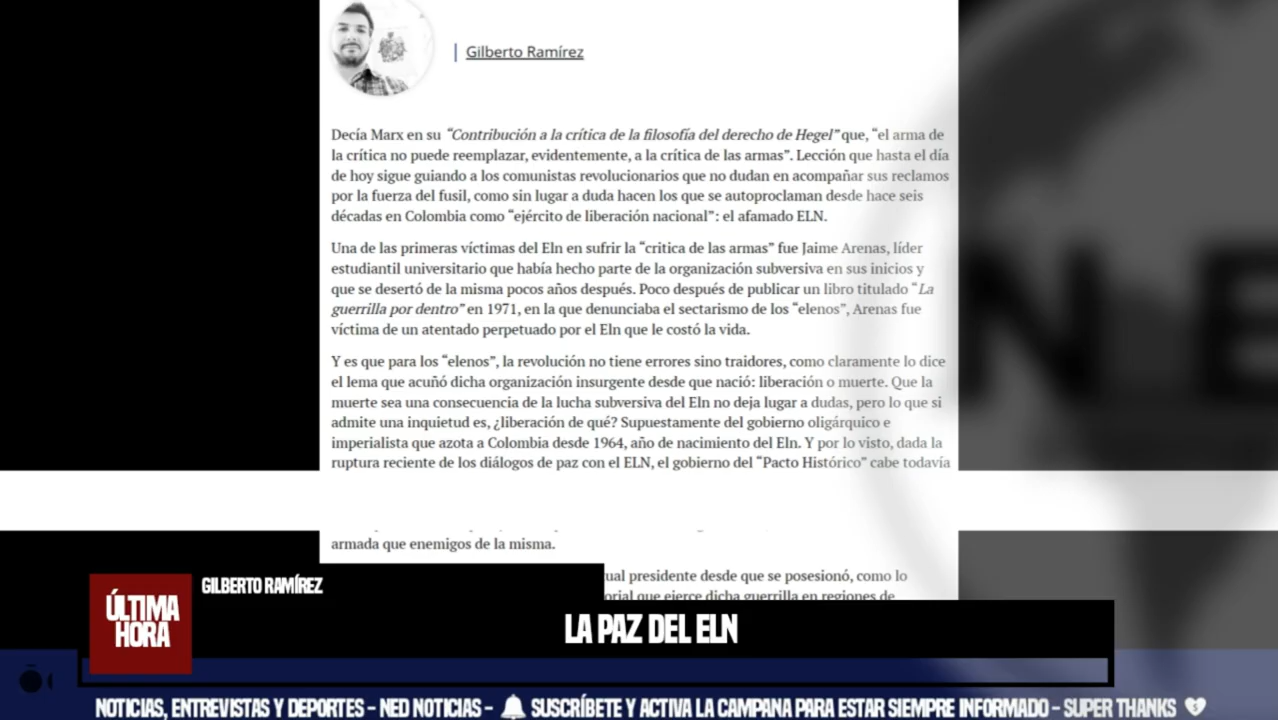 Gilberto Ramírez
Decía Marx en su “Contribución a la crítica de la filosofía del derecho de Hegel” que, “el arma de
la crítica no puede reemplazar, evidentemente, a la crítica de las armas”. Lección que hasta el día
de hoy sigue guiando a los comunistas revolucionarios que no dudan en acompañar sus reclamos
por la fuerza del fusil, como sin lugar a duda hacen los que se autoproclaman desde hace seis
décadas en Colombia como “ejército de liberación nacional”: el afamado ELN.
Una de las primeras víctimas del Eln en sufrir la “critica de las armas” fue Jaime Arenas, líder
estudiantil universitario que había hecho parte de la organización subversiva en sus inicios y
que se desertó de la misma pocos años después. Poco después de publicar un libro titulado “La
guerrilla por dentro” en 1971, en la que denunciaba el sectarismo de los “elenos”, Arenas fue
víctima de un atentado perpetuado por el Eln que le costó la vida.
Y es que para los “elenos”, la revolución no tiene errores sino traidores, como claramente lo dice
el lema que acuñó dicha organización insurgente desde que nació: liberación o muerte. Que la
muerte sea una consecuencia de la lucha subversiva del Eln no deja lugar a dudas, pero lo que si
admite una inquietud es, ¿liberación de qué? Supuestamente del gobierno oligárquico e
imperialista que azota a Colombia desde 1964, año de nacimiento del Eln. Y por lo visto, dada la
ruptura reciente de los diálogos de paz con el ELN, el gobierno del “Pacto Histórico” cabe todavía
armada que enemigos de la misma.
ual presidente desde que se posesionó, como lo
orial que ejerce dicha guerrilla en regiones de
NE
GILBERTO RAMÍREZ
ÚLTIMA
HORA
LA PAZ DEL ELN
NOTICIAS, ENTREVISTAS Y DEPORTES - NED NOTICIAS - SUSCRÍBETE Y ACTIVA LA CAMPANA PARA ESTAR SIEMPRE INFORMADO - SUPER THANKS